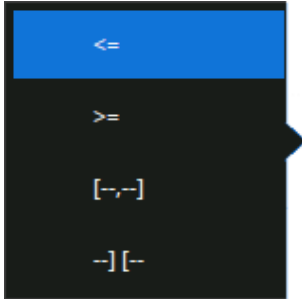 <=
>=
[--,--]
--] [--